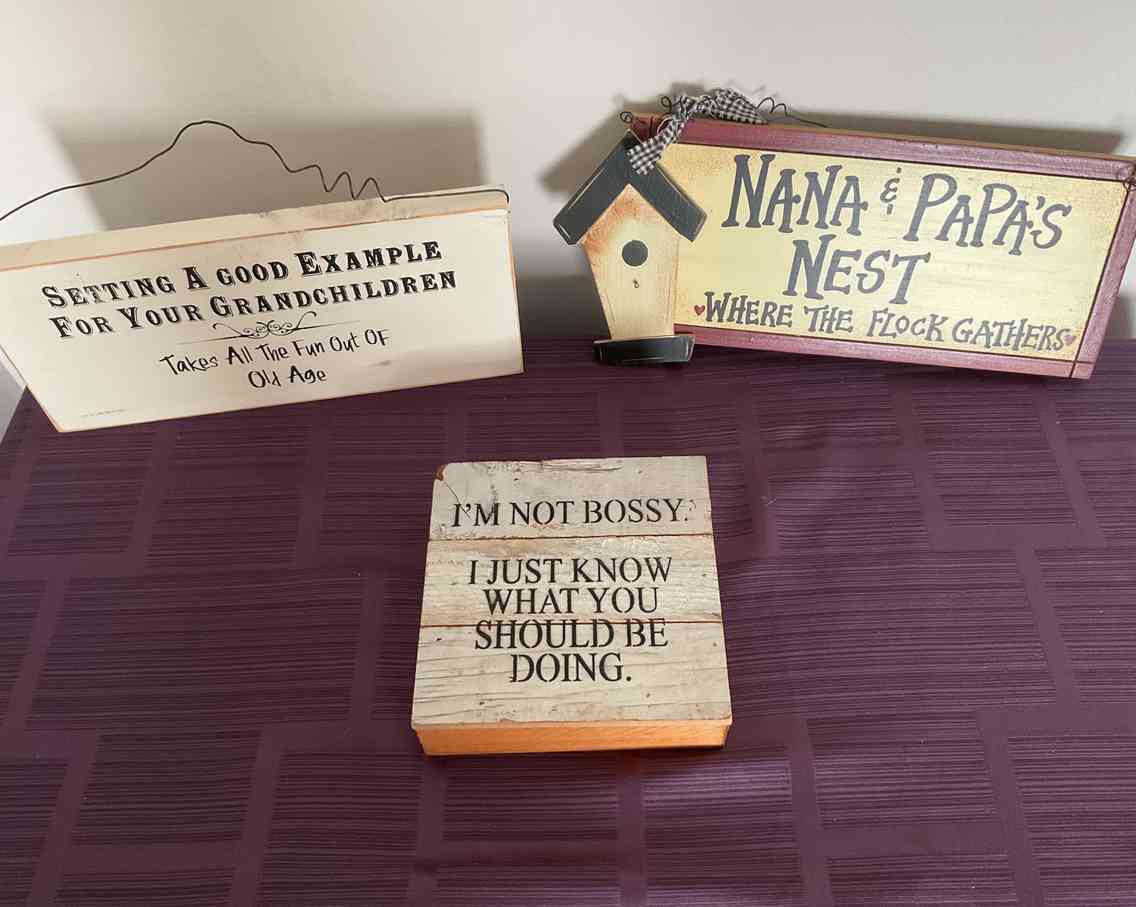 SETTING A GOOD EXAMPLE
FOR YOUR GRANDCHILDREN
Takes All The Fun Out OF
Old Age
NANA & PAPA'S
NEST
WHERE THE FLOCK GATHERS
I'M NOT BOSSY.
I JUST KNOW
WHAT YOU
SHOULD BE
DOING.